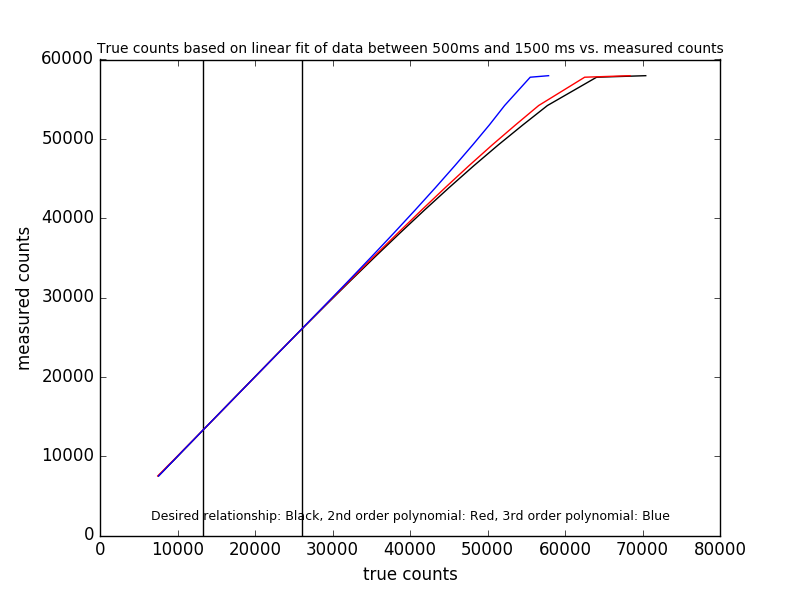 True counts based on linear fit of data between 500ms and 1500 ms vs. measured counts
60000
50000
40000
30000
20000
10000
0
measured counts
Desired relationship: Black, 2nd order polynomial: Red, 3rd order polynomial: Blue
0 10000 20000 30000 40000 50000 60000 70000 80000
true counts